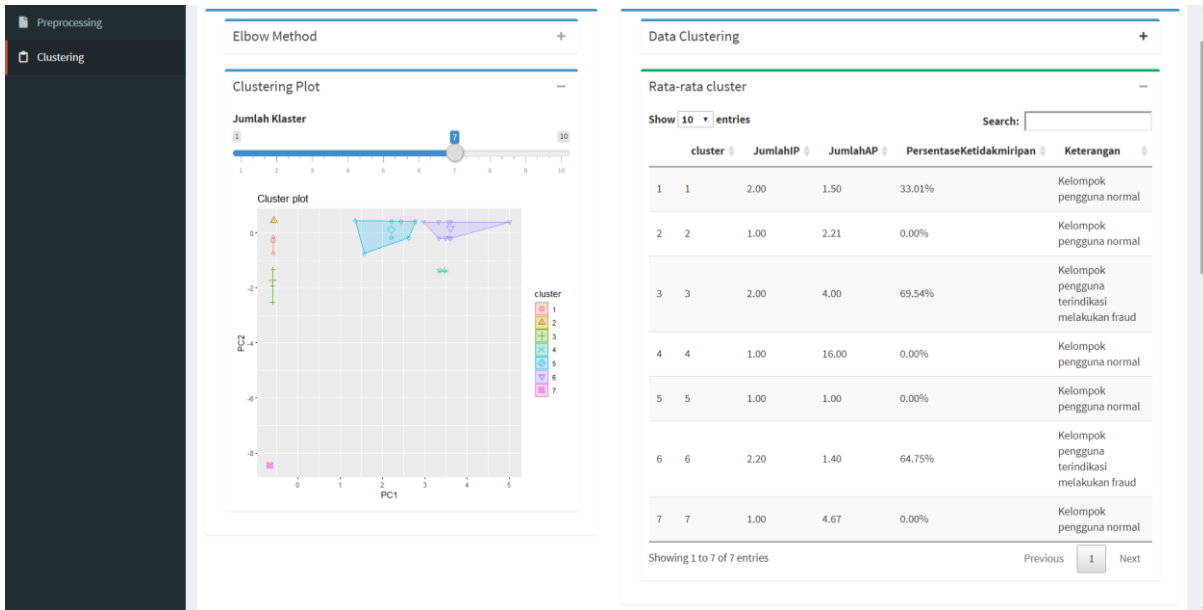 Preprocessing
Clustering
Elbow Method
Clustering Plot
Jumlah Klaster
1 7 10
1 2 3 4 5 6 7 8 9 10
Cluster plot
0
-2
-4
-6
-8
PC2
0 1 2 3 4 5
PC1
cluster
1
2
3
4
5
6
7
Data Clustering
Rata-rata cluster
Show 10 entries Search:
cluster JumlahIP JumlahAP PersentaseKetidakmiripan Keterangan
1 1 2.00 1.50 33.01% Kelompok
pengguna normal
2 2 1.00 2.21 0.00% Kelompok
pengguna normal
3 3 2.00 4.00 69.54% Kelompok
pengguna
terindikasi
melakukan fraud
4 4 1.00 16.00 0.00% Kelompok
pengguna normal
5 5 1.00 1.00 0.00% Kelompok
pengguna normal
6 6 2.20 1.40 64.75% Kelompok
pengguna
terindikasi
melakukan fraud
7 7 1.00 4.67 0.00% Kelompok
pengguna normal
Showing 1 to 7 of 7 entries Previous 1 Next